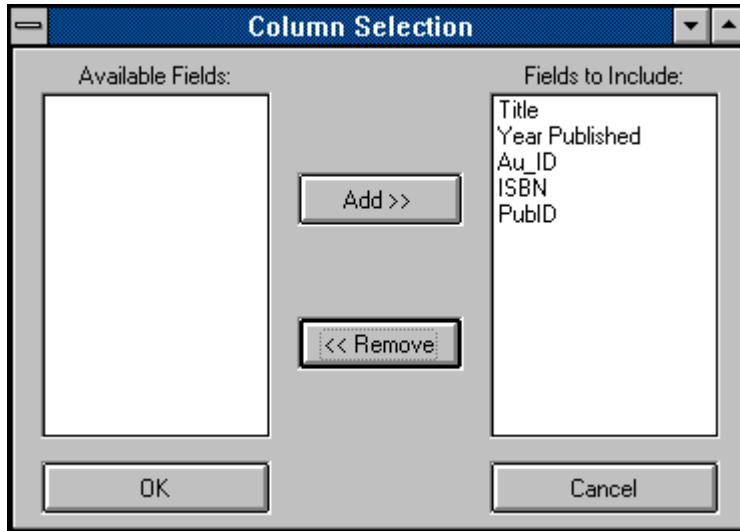 Column Selection
Available Fields:
Fields to Include:
Title
Year Published
Au_ID
ISBN
PubID
Add >>
<< Remove
OK
Cancel